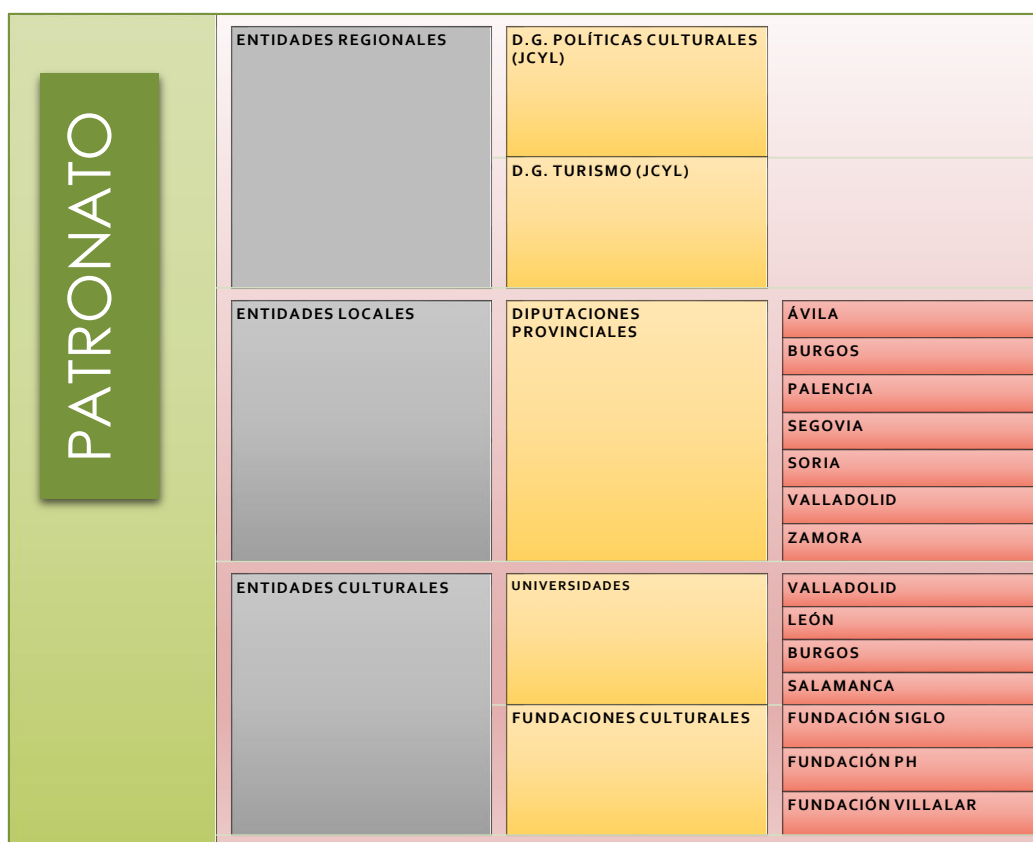 PATRONATO
ENTIDADES REGIONALES
D.G. POLÍTICAS CULTURALES
(JCYL)
D.G. TURISMO (JCYL)
ENTIDADES LOCALES
DIPUTACIONES
PROVINCIALES
ÁVILA
BURGOS
PALENCIA
SEGOVIA
SORIA
VALLADOLID
ZAMORA
ENTIDADES CULTURALES
UNIVERSIDADES
VALLADOLID
LEÓN
BURGOS
SALAMANCA
FUNDACIONES CULTURALES
FUNDACIÓN SIGLO
FUNDACIÓN PH
FUNDACIÓN VILLALAR